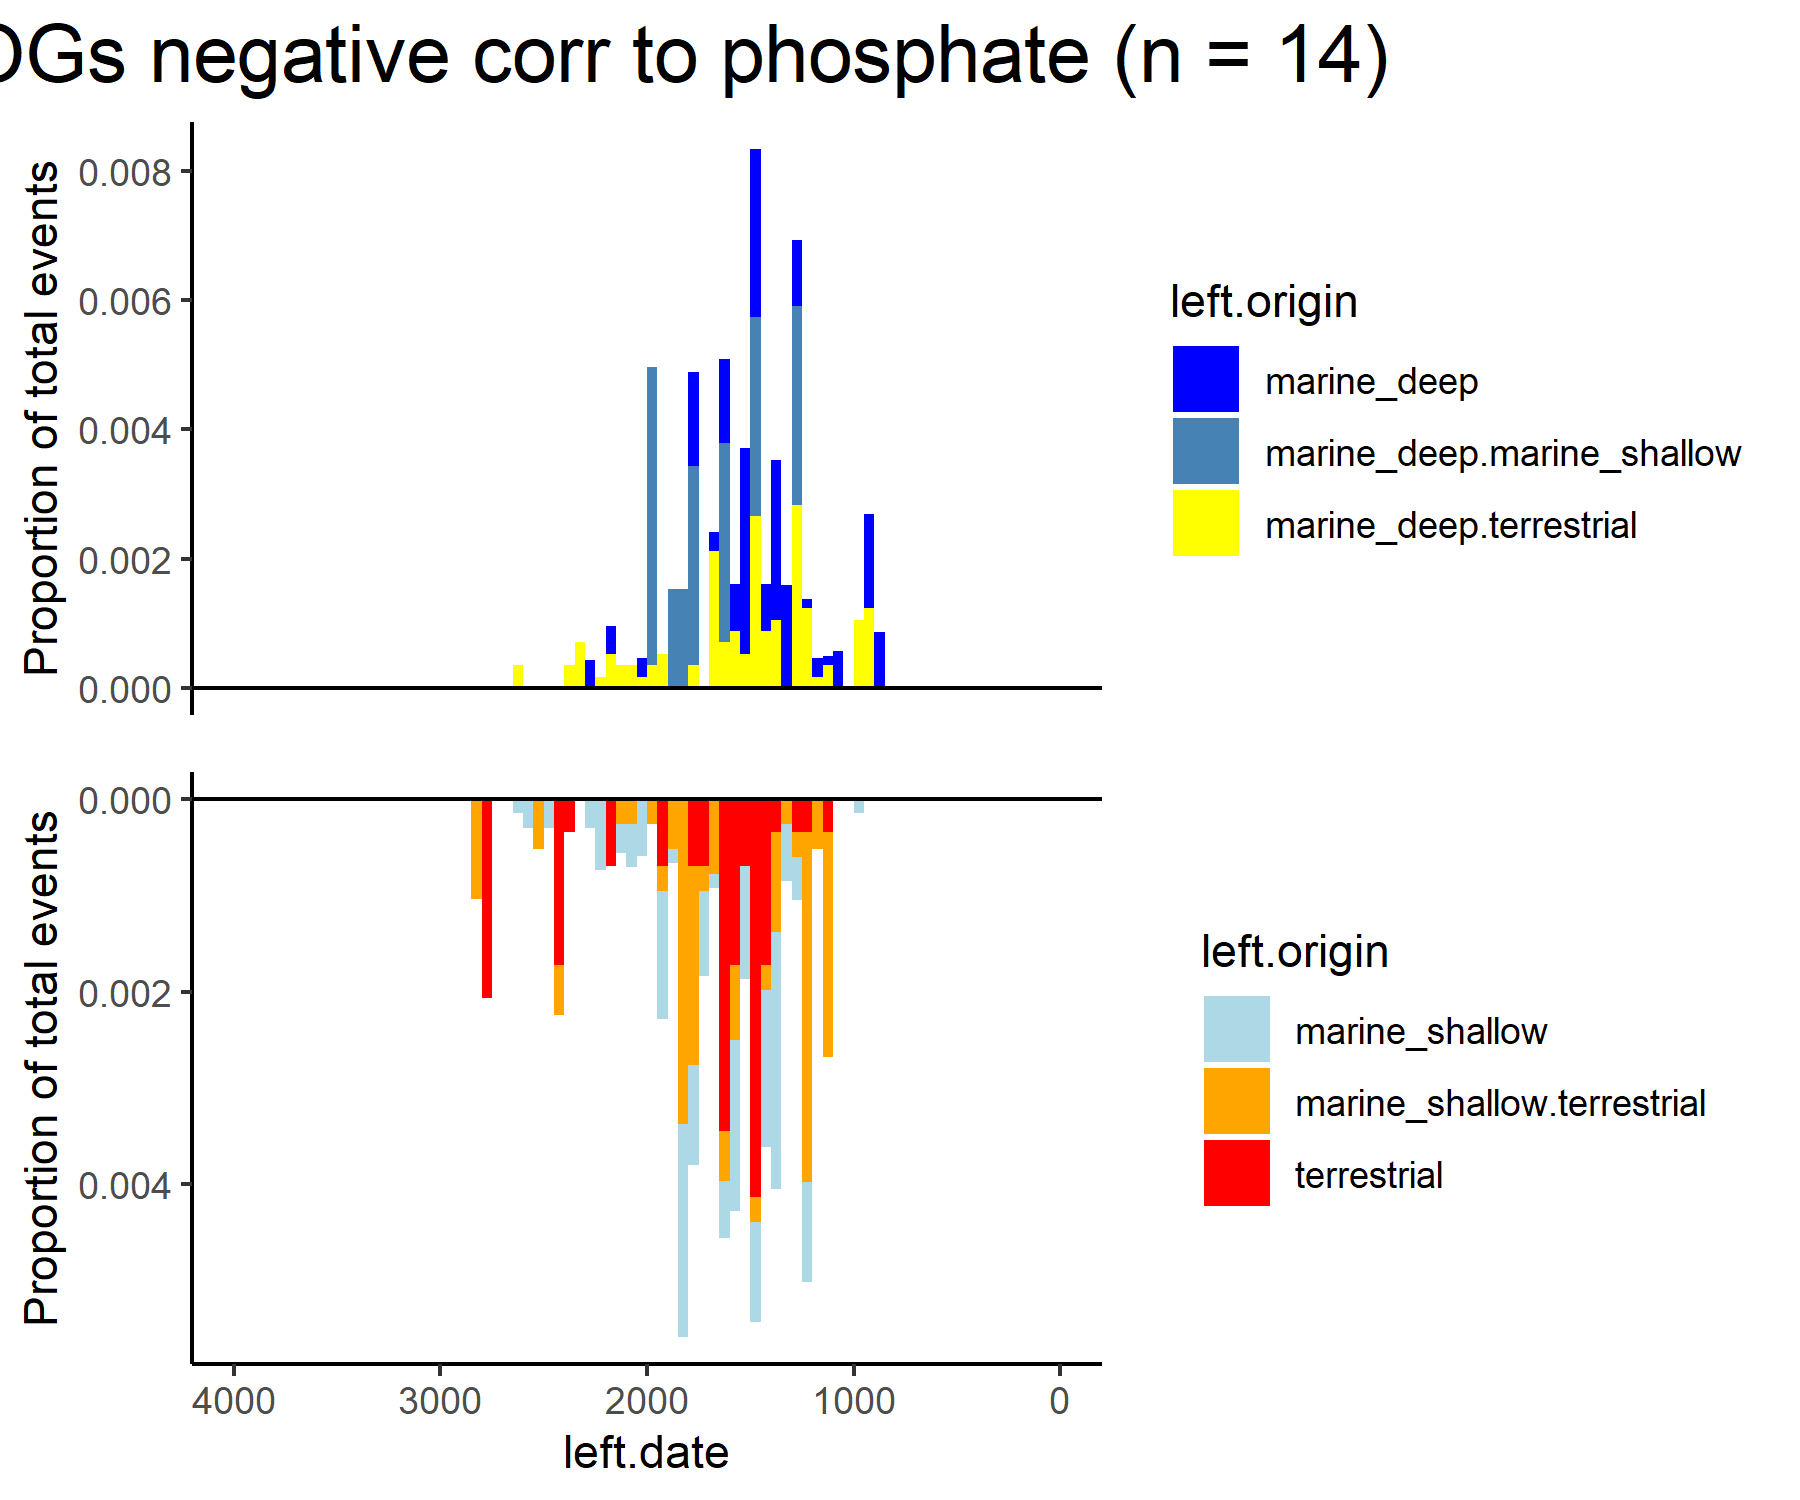 OGs negative corr to phosphate (n = 14)
Proportion of total events
0.008
0.006
0.004
0.002
0.000
left.origin
marine_deep
marine_deep.marine_shallow
marine_deep.terrestrial
Proportion of total events
0.000
0.002
0.004
left.origin
marine_shallow
marine_shallow.terrestrial
terrestrial
4000 3000 2000 1000 0
left.date